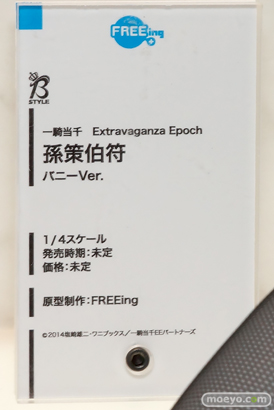 FREEing
B
STYLE
一騎当千 Extravaganza Epoch
孫策伯符
バニーVer.
1/4スケール
発売時期:未定
価格:未定
原型制作:FREEing
©2014塩崎雄二・ワニブックス/一騎当千EEパートナーズ
moeyo.com